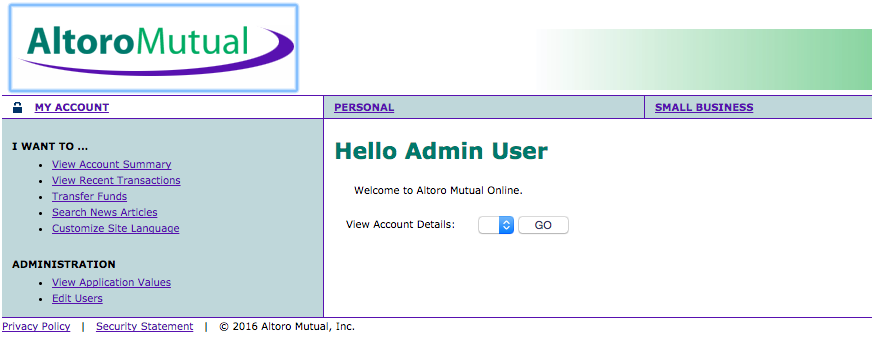 AltoroMutual
MY ACCOUNT
PERSONAL
SMALL BUSINESS
I WANT TO ...
View Account Summary
View Recent Transactions
Transfer Funds
Search News Articles
Customize Site Language
ADMINISTRATION
View Application Values
Edit Users
Hello Admin User
Welcome to Altoro Mutual Online.
View Account Details: GO
Privacy Policy | Security Statement | © 2016 Altoro Mutual, Inc.